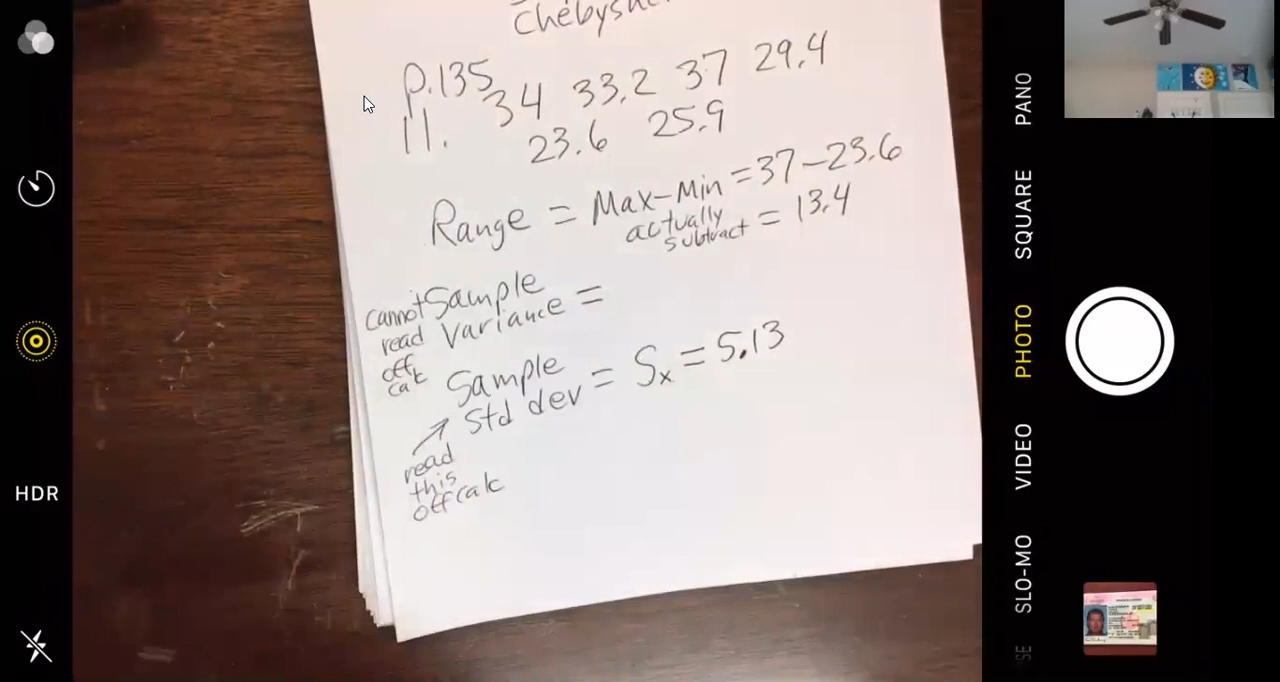 Chebyshe
p.135
11. 34 33.2 37 29.4
23.6 25.9
Range = Max-Min = 37-23.6
actually
subtract = 13.4
cannot Sample
read Variance =
off
calc
Sample
Std dev = Sx = 5.13
read
this
off calc
HDR
PANO
SQUARE
PHOTO
VIDEO
SLO-MO
SE